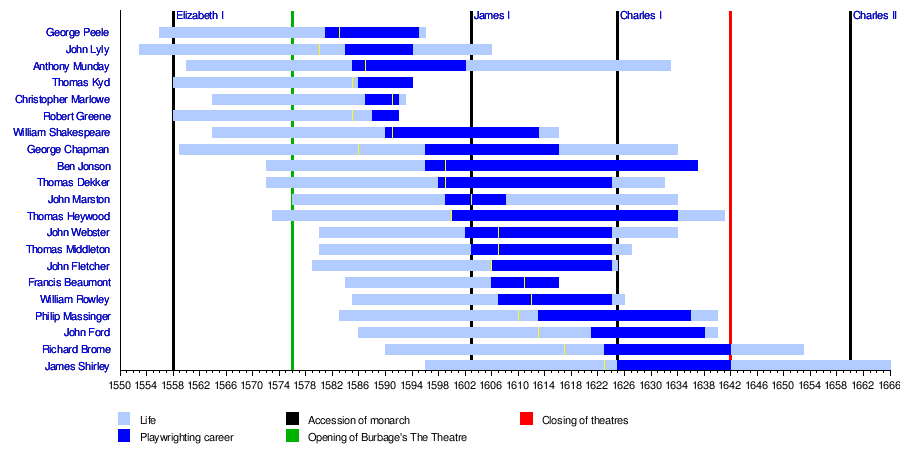 Elizabeth I James I Charles I Charles II
George Peele
John Lyly
Anthony Munday
Thomas Kyd
Christopher Marlowe
Robert Greene
William Shakespeare
George Chapman
Ben Jonson
Thomas Dekker
John Marston
Thomas Heywood
John Webster
Thomas Middleton
John Fletcher
Francis Beaumont
William Rowley
Philip Massinger
John Ford
Richard Brome
James Shirley
1550 1554 1558 1562 1566 1570 1574 1578 1582 1586 1590 1594 1598 1602 1606 1610 1614 1618 1622 1626 1630 1634 1638 1642 1646 1650 1654 1658 1662 1666
Life Accession of monarch Closing of theatres
Playwrighting career Opening of Burbage's The Theatre